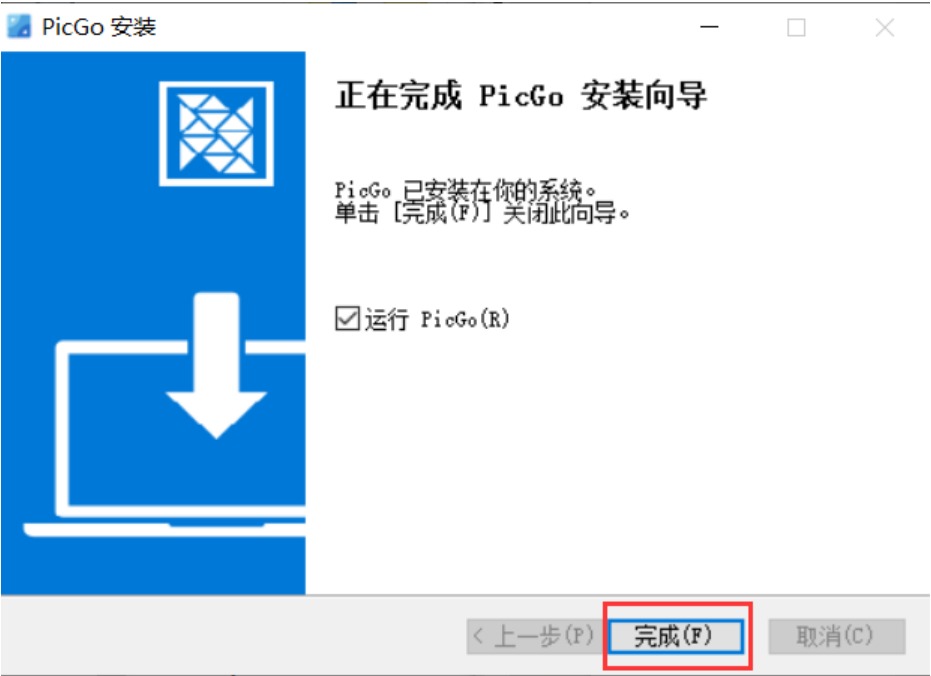 PicGo 安装
正在完成 PicGo 安装向导
PicGo 已安装在你的系统。
单击 [完成(F)] 关闭此向导。
运行 PicGo(R)
< 上一步(P) 完成(F) 取消(C)